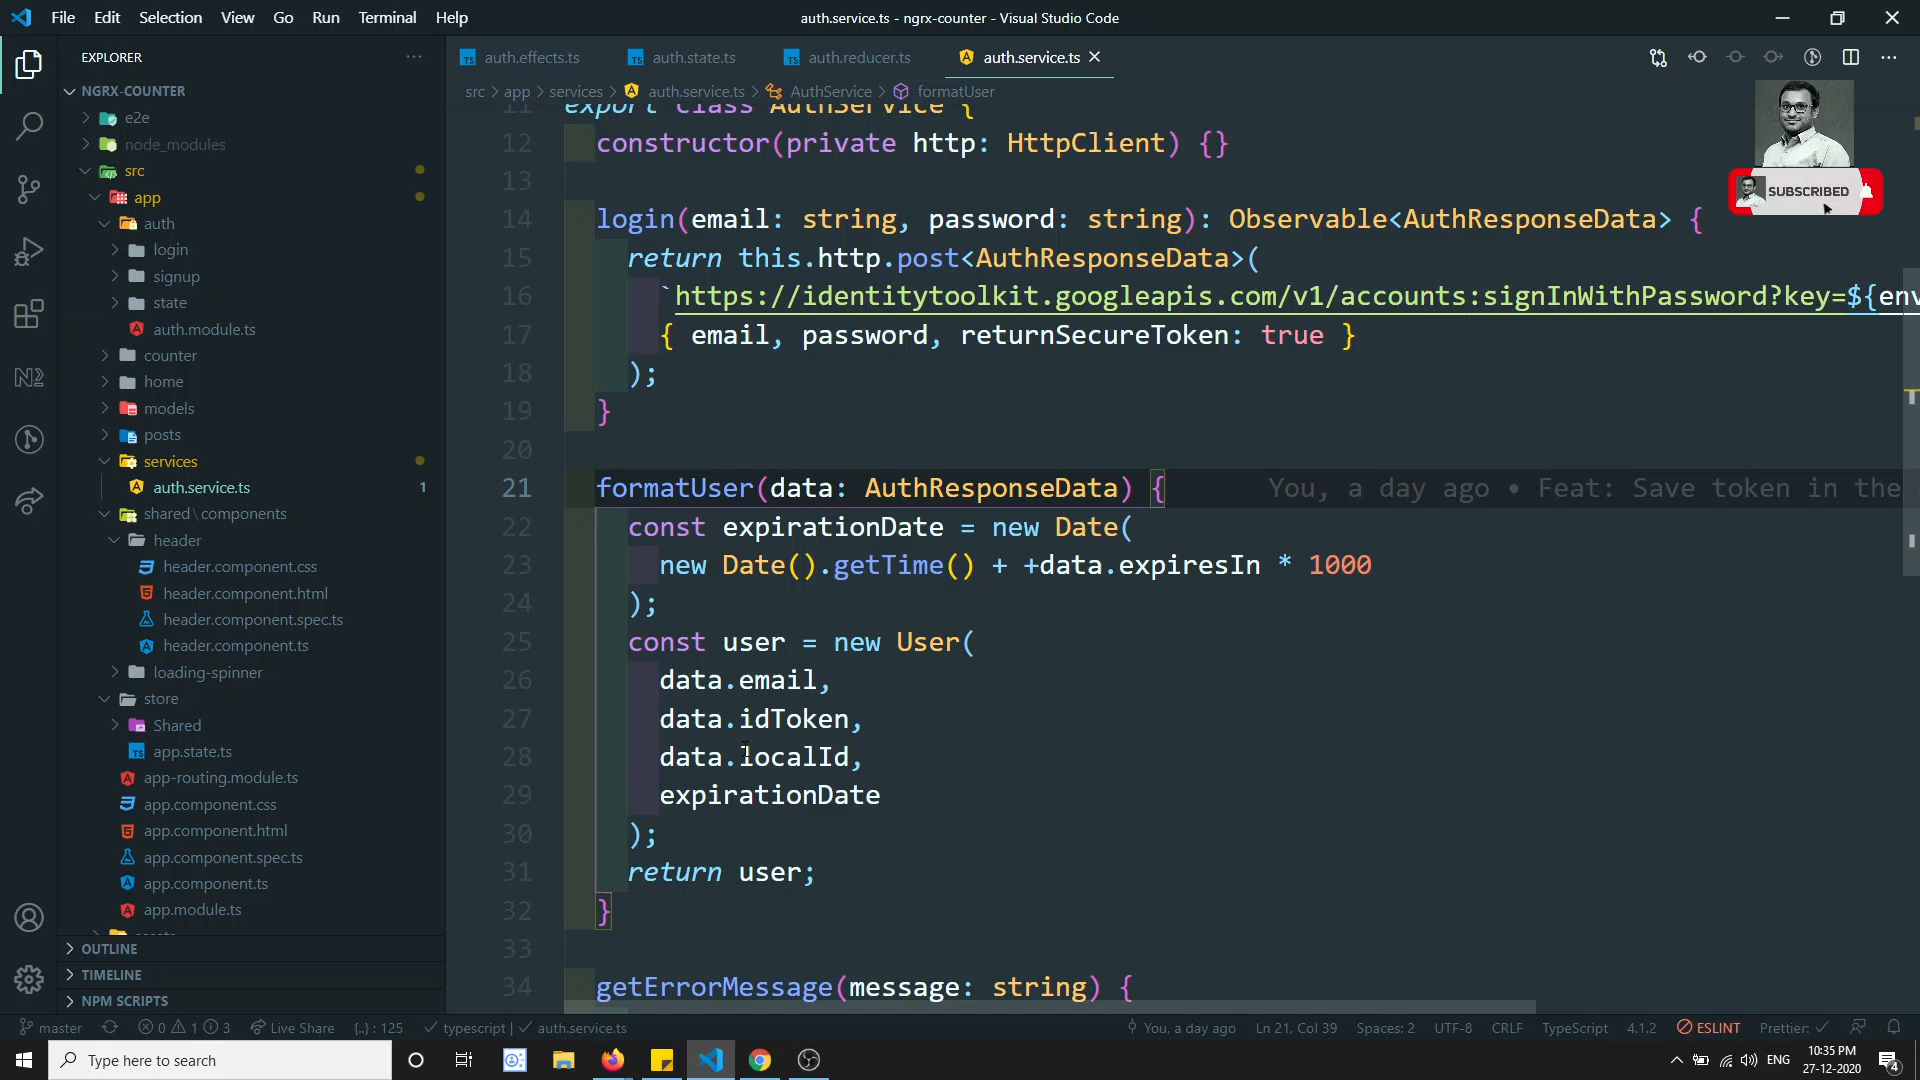 File Edit Selection View Go Run Terminal Help
auth.service.ts - ngrx-counter - Visual Studio Code
EXPLORER
NGRX-COUNTER
e2e
node_modules
src
app
auth
login
signup
state
auth.module.ts
counter
home
models
posts
services
auth.service.ts 1
shared\components
header
header.component.css
header.component.html
header.component.spec.ts
header.component.ts
loading-spinner
store
Shared
app.state.ts
app-routing.module.ts
app.component.css
app.component.html
app.component.spec.ts
app.component.ts
app.module.ts
OUTLINE
TIMELINE
NPM SCRIPTS
auth.effects.ts auth.state.ts auth.reducer.ts auth.service.ts
src > app > services > auth.service.ts > AuthService > formatUser
SUBSCRIBED
11 export class AuthService {
12 constructor(private http: HttpClient) {}
13
14 login(email: string, password: string): Observable<AuthResponseData> {
15 return this.http.post<AuthResponseData>(
16 `https://identitytoolkit.googleapis.com/v1/accounts:signInWithPassword?key=${env
17 { email, password, returnSecureToken: true }
18 );
19 }
20
21 formatUser(data: AuthResponseData) { You, a day ago • Feat: Save token in the
22 const expirationDate = new Date(
23 new Date().getTime() + +data.expiresIn * 1000
24 );
25 const user = new User(
26 data.email,
27 data.idToken,
28 data.localId,
29 expirationDate
30 );
31 return user;
32 }
33
34 getErrorMessage(message: string) {
master 0 1 3 Live Share {..} : 125 typescript | auth.service.ts You, a day ago Ln 21, Col 39 Spaces: 2 UTF-8 CRLF TypeScript 4.1.2 ESLINT Prettier:
Type here to search
ENG
10:35 PM
27-12-2020
4